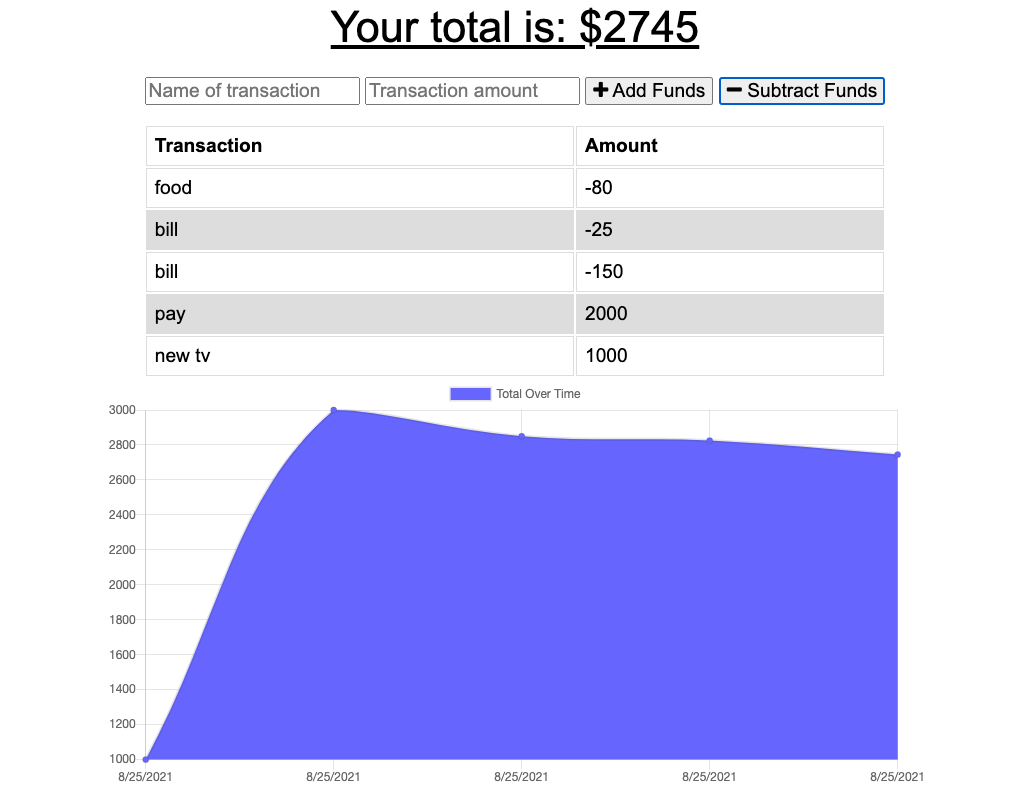 Your total is: $2745
Name of transaction Transaction amount + Add Funds − Subtract Funds
Transaction Amount
food -80
bill -25
bill -150
pay 2000
new tv 1000
Total Over Time
3000
2800
2600
2400
2200
2000
1800
1600
1400
1200
1000
8/25/2021 8/25/2021 8/25/2021 8/25/2021 8/25/2021